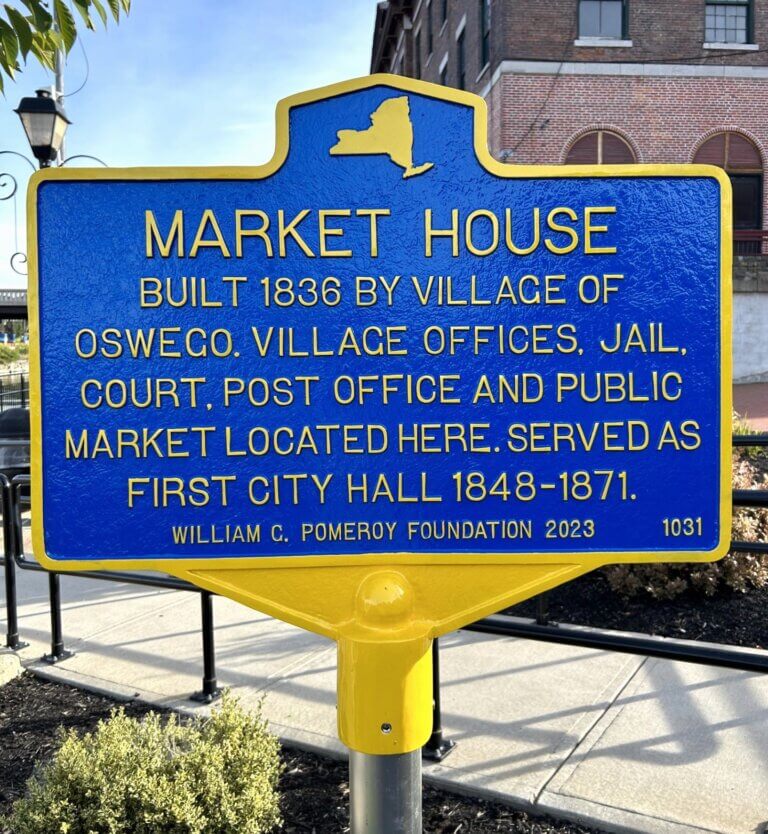 MARKET HOUSE
BUILT 1836 BY VILLAGE OF
OSWEGO. VILLAGE OFFICES, JAIL,
COURT, POST OFFICE AND PUBLIC
MARKET LOCATED HERE. SERVED AS
FIRST CITY HALL 1848-1871.
WILLIAM G. POMEROY FOUNDATION 2023 1031